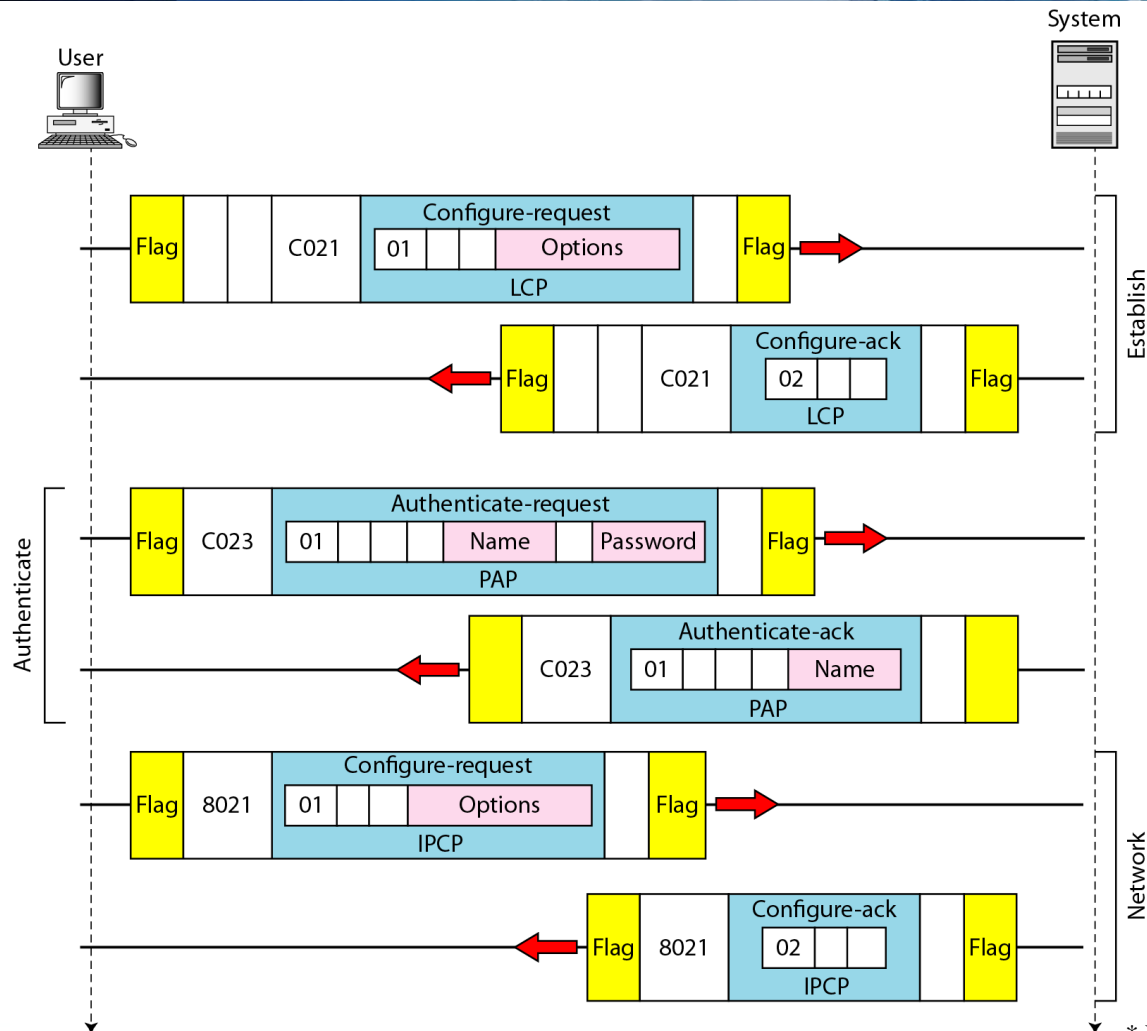 System
User
Configure-request
Flag C021 01 Options Flag
LCP
Establish
Configure-ack
Flag C021 02 Flag
LCP
Authenticate
Authenticate-request
Flag C023 01 Name Password Flag
PAP
Authenticate-ack
C023 01 Name
PAP
Network
Configure-request
Flag 8021 01 Options Flag
IPCP
Configure-ack
Flag 8021 02 Flag
IPCP